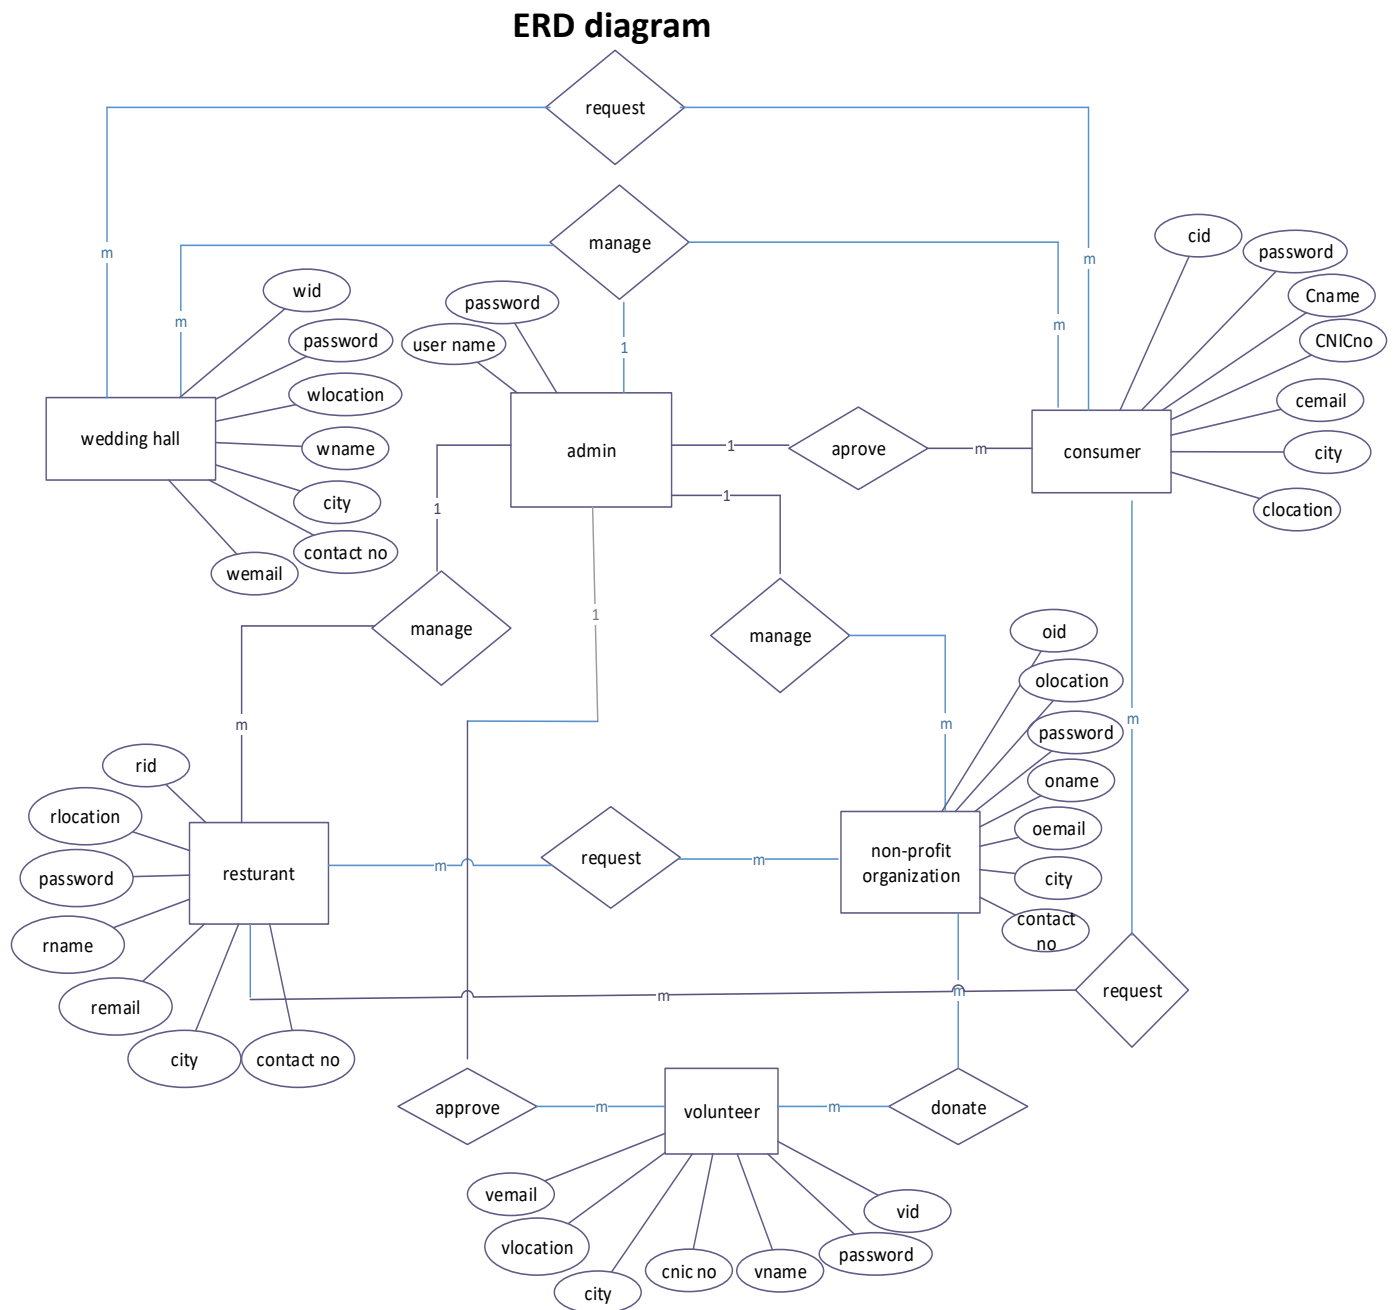 ERD diagram
request
manage
m
m
m
m
1
cid
password
Cname
CNICno
cemail
city
clocation
wid
password
wlocation
wname
city
contact no
wemail
wedding hall
password
user name
admin
1
aprove
m
consumer
1
1
1
manage
manage
m
m
m
oid
olocation
password
oname
oemail
city
contact
no
non-profit
organization
rid
rlocation
password
rname
remail
city
contact no
resturant
m
request
m
m
m
request
approve
m
volunteer
m
donate
vemail
vlocation
city
cnic no
vname
password
vid